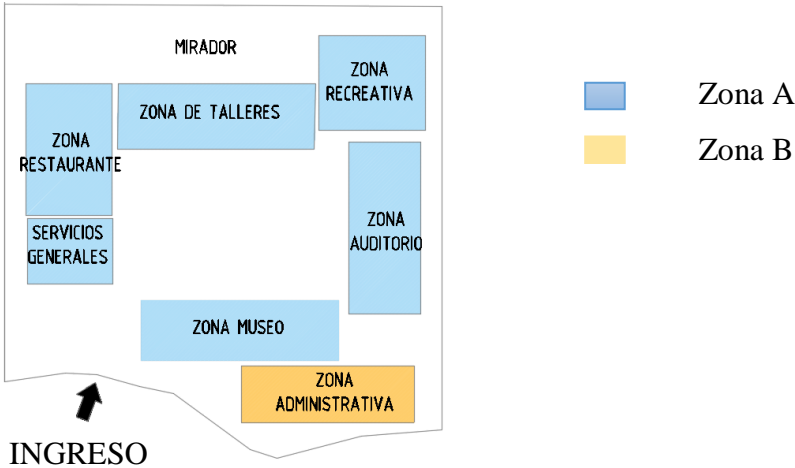 MIRADOR
ZONA
RECREATIVA
ZONA DE TALLERES
ZONA
RESTAURANTE
SERVICIOS
GENERALES
ZONA
AUDITORIO
ZONA MUSEO
ZONA
ADMINISTRATIVA
INGRESO
Zona A
Zona B